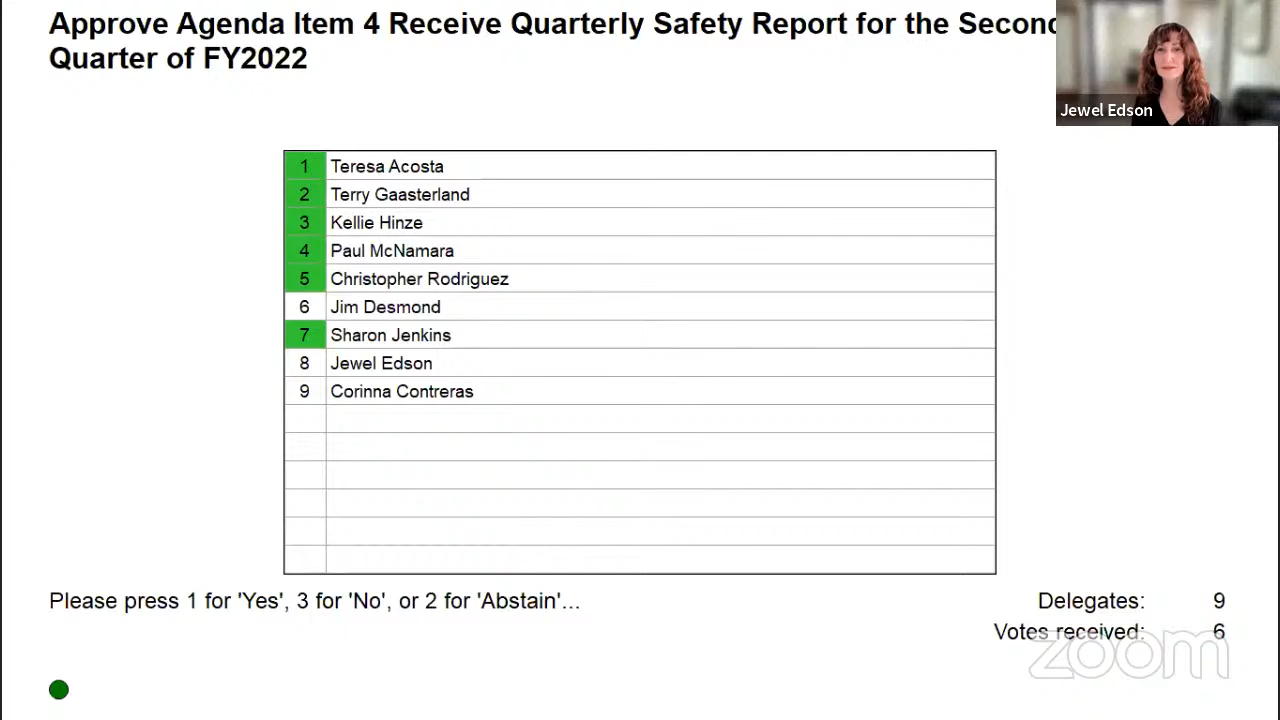 Approve Agenda Item 4 Receive Quarterly Safety Report for the Second
Quarter of FY2022
Jewel Edson
1 Teresa Acosta
2 Terry Gaasterland
3 Kellie Hinze
4 Paul McNamara
5 Christopher Rodriguez
6 Jim Desmond
7 Sharon Jenkins
8 Jewel Edson
9 Corinna Contreras
Please press 1 for 'Yes', 3 for 'No', or 2 for 'Abstain'...
Delegates: 9
Votes received: 6
zoom